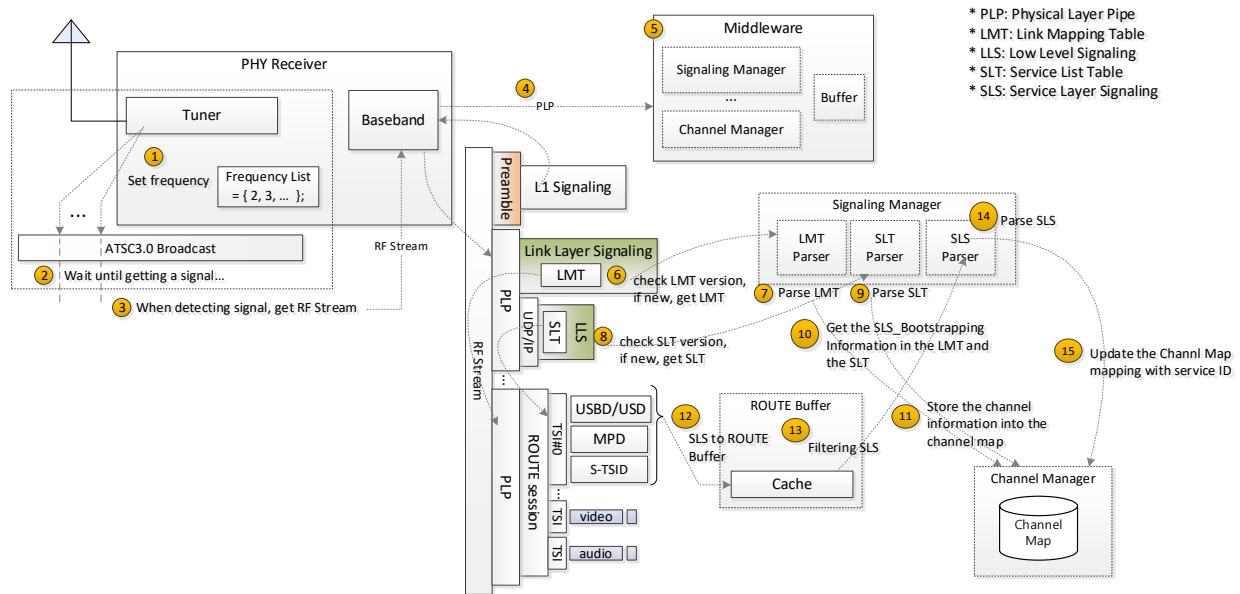 * PLP: Physical Layer Pipe
* LMT: Link Mapping Table
* LLS: Low Level Signaling
* SLT: Service List Table
* SLS: Service Layer Signaling
PHY Receiver
Tuner
Baseband
1
Set frequency
Frequency List
= { 2, 3, ... };
...
ATSC3.0 Broadcast
2
Wait until getting a signal...
3
When detecting signal, get RF Stream
RF Stream
4
PLP
5
Middleware
Signaling Manager
...
Channel Manager
Buffer
RF Stream
Preamble
L1 Signaling
PLP
Link Layer Signaling
LMT
6
check LMT version,
if new, get LMT
UDP/IP
SLT
LLS
8
check SLT version,
if new, get SLT
...
PLP
ROUTE session
TSI#0
USBD/USD
MPD
S-TSID
...
TSI
video
TSI
audio
12
SLS to ROUTE
Buffer
ROUTE Buffer
13
Filtering SLS
Cache
Signaling Manager
LMT
Parser
SLT
Parser
SLS
Parser
14
Parse SLS
7
Parse LMT
9
Parse SLT
10
Get the SLS_Bootstrapping
Information in the LMT and
the SLT
15
Update the Channl Map
mapping with service ID
11
Store the channel
information into the
channel map
Channel Manager
Channel
Map